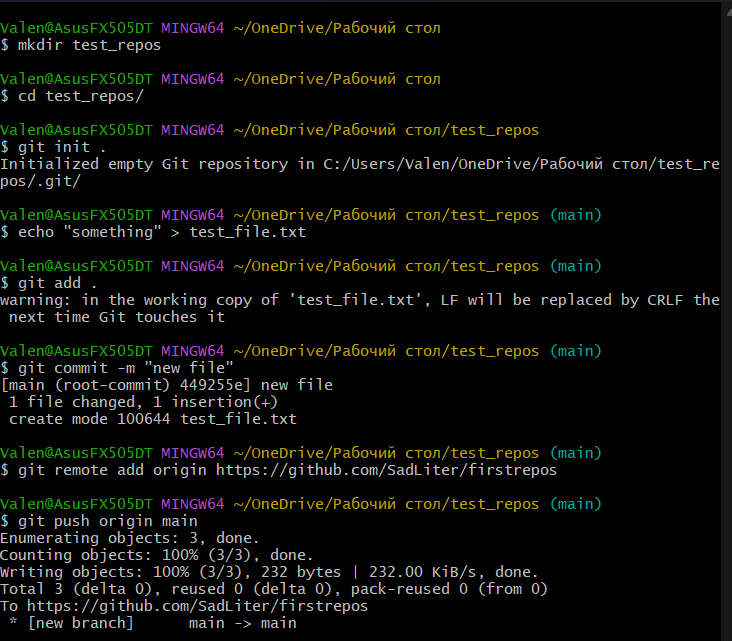 Valen@AsusFX505DT MINGW64 ~/OneDrive/Рабочий стол
$ mkdir test_repos
Valen@AsusFX505DT MINGW64 ~/OneDrive/Рабочий стол
$ cd test_repos/
Valen@AsusFX505DT MINGW64 ~/OneDrive/Рабочий стол/test_repos
$ git init .
Initialized empty Git repository in C:/Users/Valen/OneDrive/Рабочий стол/test_re
pos/.git/
Valen@AsusFX505DT MINGW64 ~/OneDrive/Рабочий стол/test_repos (main)
$ echo "something" > test_file.txt
Valen@AsusFX505DT MINGW64 ~/OneDrive/Рабочий стол/test_repos (main)
$ git add .
warning: in the working copy of 'test_file.txt', LF will be replaced by CRLF the
 next time Git touches it
Valen@AsusFX505DT MINGW64 ~/OneDrive/Рабочий стол/test_repos (main)
$ git commit -m "new file"
[main (root-commit) 449255e] new file
 1 file changed, 1 insertion(+)
 create mode 100644 test_file.txt
Valen@AsusFX505DT MINGW64 ~/OneDrive/Рабочий стол/test_repos (main)
$ git remote add origin https://github.com/SadLiter/firstrepos
Valen@AsusFX505DT MINGW64 ~/OneDrive/Рабочий стол/test_repos (main)
$ git push origin main
Enumerating objects: 3, done.
Counting objects: 100% (3/3), done.
Writing objects: 100% (3/3), 232 bytes | 232.00 KiB/s, done.
Total 3 (delta 0), reused 0 (delta 0), pack-reused 0 (from 0)
To https://github.com/SadLiter/firstrepos
 * [new branch]      main -> main